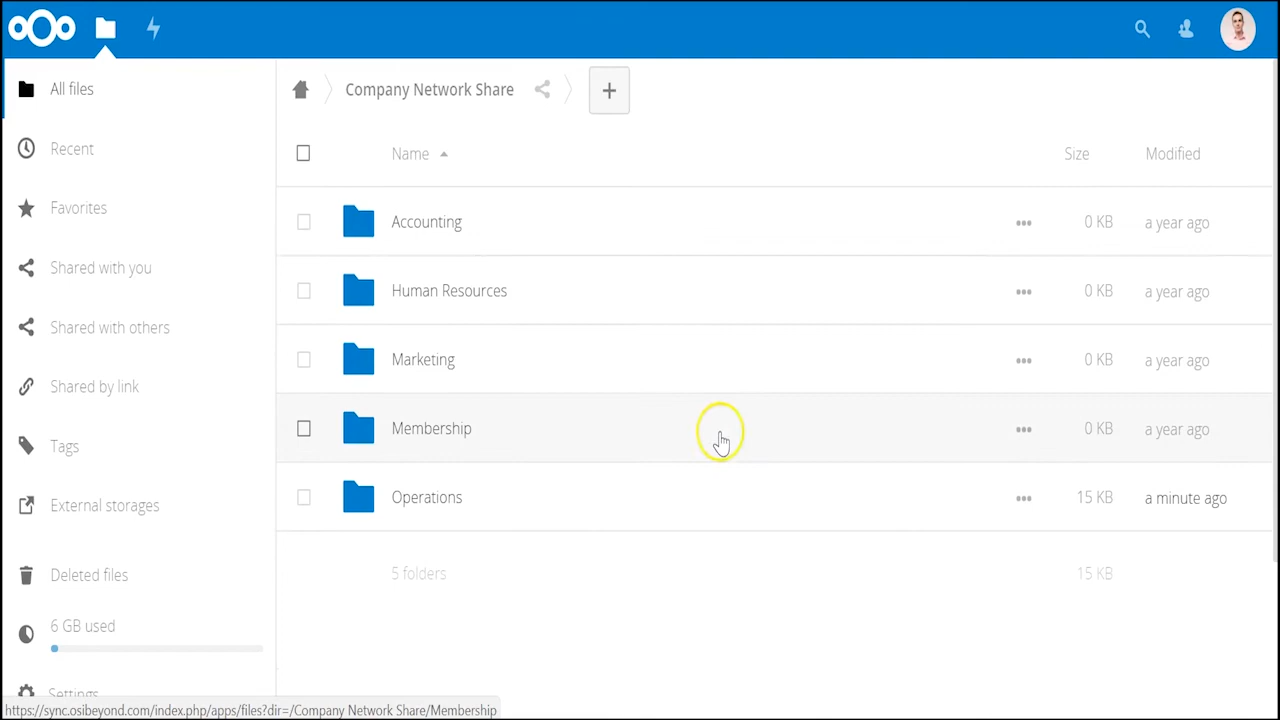 All files
Recent
Favorites
Shared with you
Shared with others
Shared by link
Tags
External storages
Deleted files
6 GB used
Settings
Company Network Share
+
Name Size Modified
Accounting ••• 0 KB a year ago
Human Resources ••• 0 KB a year ago
Marketing ••• 0 KB a year ago
Membership ••• 0 KB a year ago
Operations ••• 15 KB a minute ago
5 folders 15 KB
https://sync.osibeyond.com/index.php/apps/files?dir=/Company Network Share/Membership